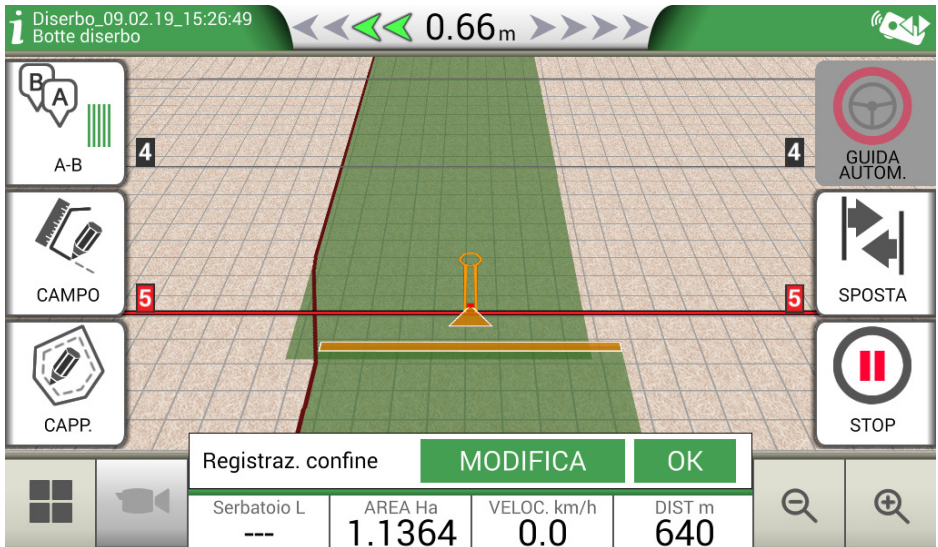 Diserbo_09.02.19_15:26:49
Botte diserbo
0.66 m
B
A
A-B
4
4
GUIDA
AUTOM.
CAMPO
5
5
SPOSTA
CAPP.
STOP
Registraz. confine
MODIFICA
OK
Serbatoio L
---
AREA Ha
1.1364
VELOC. km/h
0.0
DIST m
640